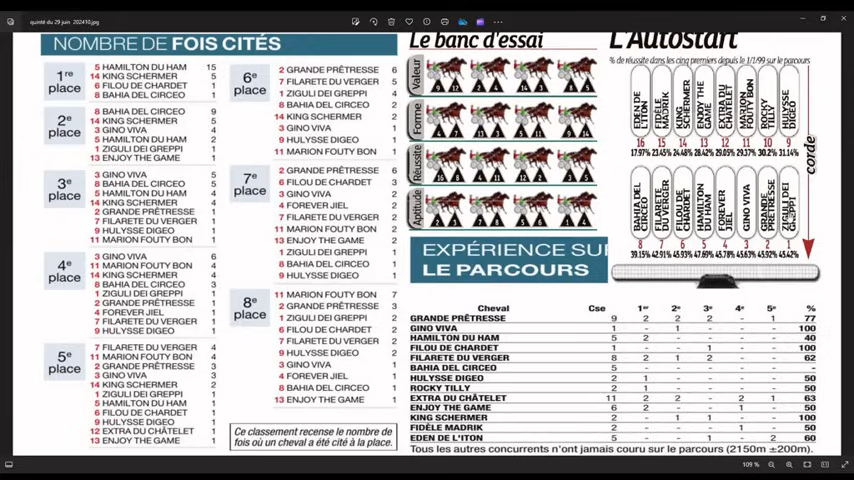 quinté du 29 juin 202410.jpg
NOMBRE DE FOIS CITÉS
1re place
5 HAMILTON DU HAM 15
14 KING SCHERMER 5
6 FILOU DE CHARDET 1
8 BAHIA DEL CIRCEO 1
2e place
8 BAHIA DEL CIRCEO 9
14 KING SCHERMER 5
3 GINO VIVA 4
5 HAMILTON DU HAM 2
1 ZIGULI DEI GREPPI 1
13 ENJOY THE GAME 1
3e place
3 GINO VIVA 5
8 BAHIA DEL CIRCEO 5
5 HAMILTON DU HAM 4
14 KING SCHERMER 4
2 GRANDE PRÊTRESSE 1
7 FILARETE DU VERGER 1
9 HULYSSE DIGEO 1
11 MARION FOUTY BON 1
4e place
3 GINO VIVA 6
11 MARION FOUTY BON 4
14 KING SCHERMER 4
8 BAHIA DEL CIRCEO 3
1 ZIGULI DEI GREPPI 1
2 GRANDE PRÊTRESSE 1
4 FOREVER JIEL 1
7 FILARETE DU VERGER 1
9 HULYSSE DIGEO 1
5e place
7 FILARETE DU VERGER 4
11 MARION FOUTY BON 4
2 GRANDE PRÊTRESSE 3
3 GINO VIVA 3
14 KING SCHERMER 2
1 ZIGULI DEI GREPPI 1
5 HAMILTON DU HAM 1
6 FILOU DE CHARDET 1
12 EXTRA DU CHÂTELET 1
13 ENJOY THE GAME 1
6e place
2 GRANDE PRÊTRESSE 6
7 FILARETE DU VERGER 5
1 ZIGULI DEI GREPPI 4
8 BAHIA DEL CIRCEO 2
14 KING SCHERMER 2
3 GINO VIVA 1
9 HULYSSE DIGEO 1
11 MARION FOUTY BON 1
7e place
2 GRANDE PRÊTRESSE 6
6 FILOU DE CHARDET 3
3 GINO VIVA 2
4 FOREVER JIEL 2
7 FILARETE DU VERGER 2
11 MARION FOUTY BON 2
13 ENJOY THE GAME 2
1 ZIGULI DEI GREPPI 1
8 BAHIA DEL CIRCEO 1
9 HULYSSE DIGEO 1
8e place
11 MARION FOUTY BON 7
2 GRANDE PRÊTRESSE 3
1 ZIGULI DEI GREPPI 2
6 FILOU DE CHARDET 2
7 FILARETE DU VERGER 2
9 HULYSSE DIGEO 2
3 GINO VIVA 1
4 FOREVER JIEL 1
8 BAHIA DEL CIRCEO 1
13 ENJOY THE GAME 1
Ce classement recense le nombre de
fois où un cheval a été cité à la place.
Le banc d'essai
Valeur
Forme
Réussite
Aptitude
L'Autostart
% de réussite dans les cinq premiers depuis le 1/1/99 sur le parcours
EDEN DE L'ITON
FIDÈLE MADRIK
KING SCHERMER
ENJOY THE GAME
EXTRA DU CHATELET
MARION FOUTY BON
ROCKY TILLY
HULYSSE DIGEO
16 15 14 13 12 11 10 9
17.97% 23.45% 24.48% 28.42% 29.05% 29.37% 30.2% 31.14%
corde
BAHIA DEL CIRCEO
FILARETE DU VERGER
FILOU DE CHARDET
HAMILTON DU HAM
FOREVER JIEL
GINO VIVA
GRANDE PRETRESSE
ZIGULI DEI GREPPI
8 7 6 5 4 3 2 1
39.15% 42.91% 45.93% 47.69% 45.78% 45.63% 45.92% 45.42%
EXPÉRIENCE SUR
LE PARCOURS
Cheval Cse 1er 2e 3e 4e 5e %
GRANDE PRÊTRESSE 9 2 2 2 - 1 77
GINO VIVA 1 - 1 - - - 100
HAMILTON DU HAM 5 2 - - - - 40
FILOU DE CHARDET 1 - - 1 - - 100
FILARETE DU VERGER 8 2 1 2 - - 62
BAHIA DEL CIRCEO 5 - - - - - -
HULYSSE DIGEO 2 1 - - - - 50
ROCKY TILLY 2 1 - - - - 50
EXTRA DU CHÂTELET 11 2 2 - 2 1 63
ENJOY THE GAME 6 2 - - 1 - 50
KING SCHERMER 2 - 1 1 - - 100
FIDÈLE MADRIK 2 - - - 1 - 50
EDEN DE L'ITON 5 - - 1 - 2 60
Tous les autres concurrents n'ont jamais couru sur le parcours (2150m ±200m).
109 %